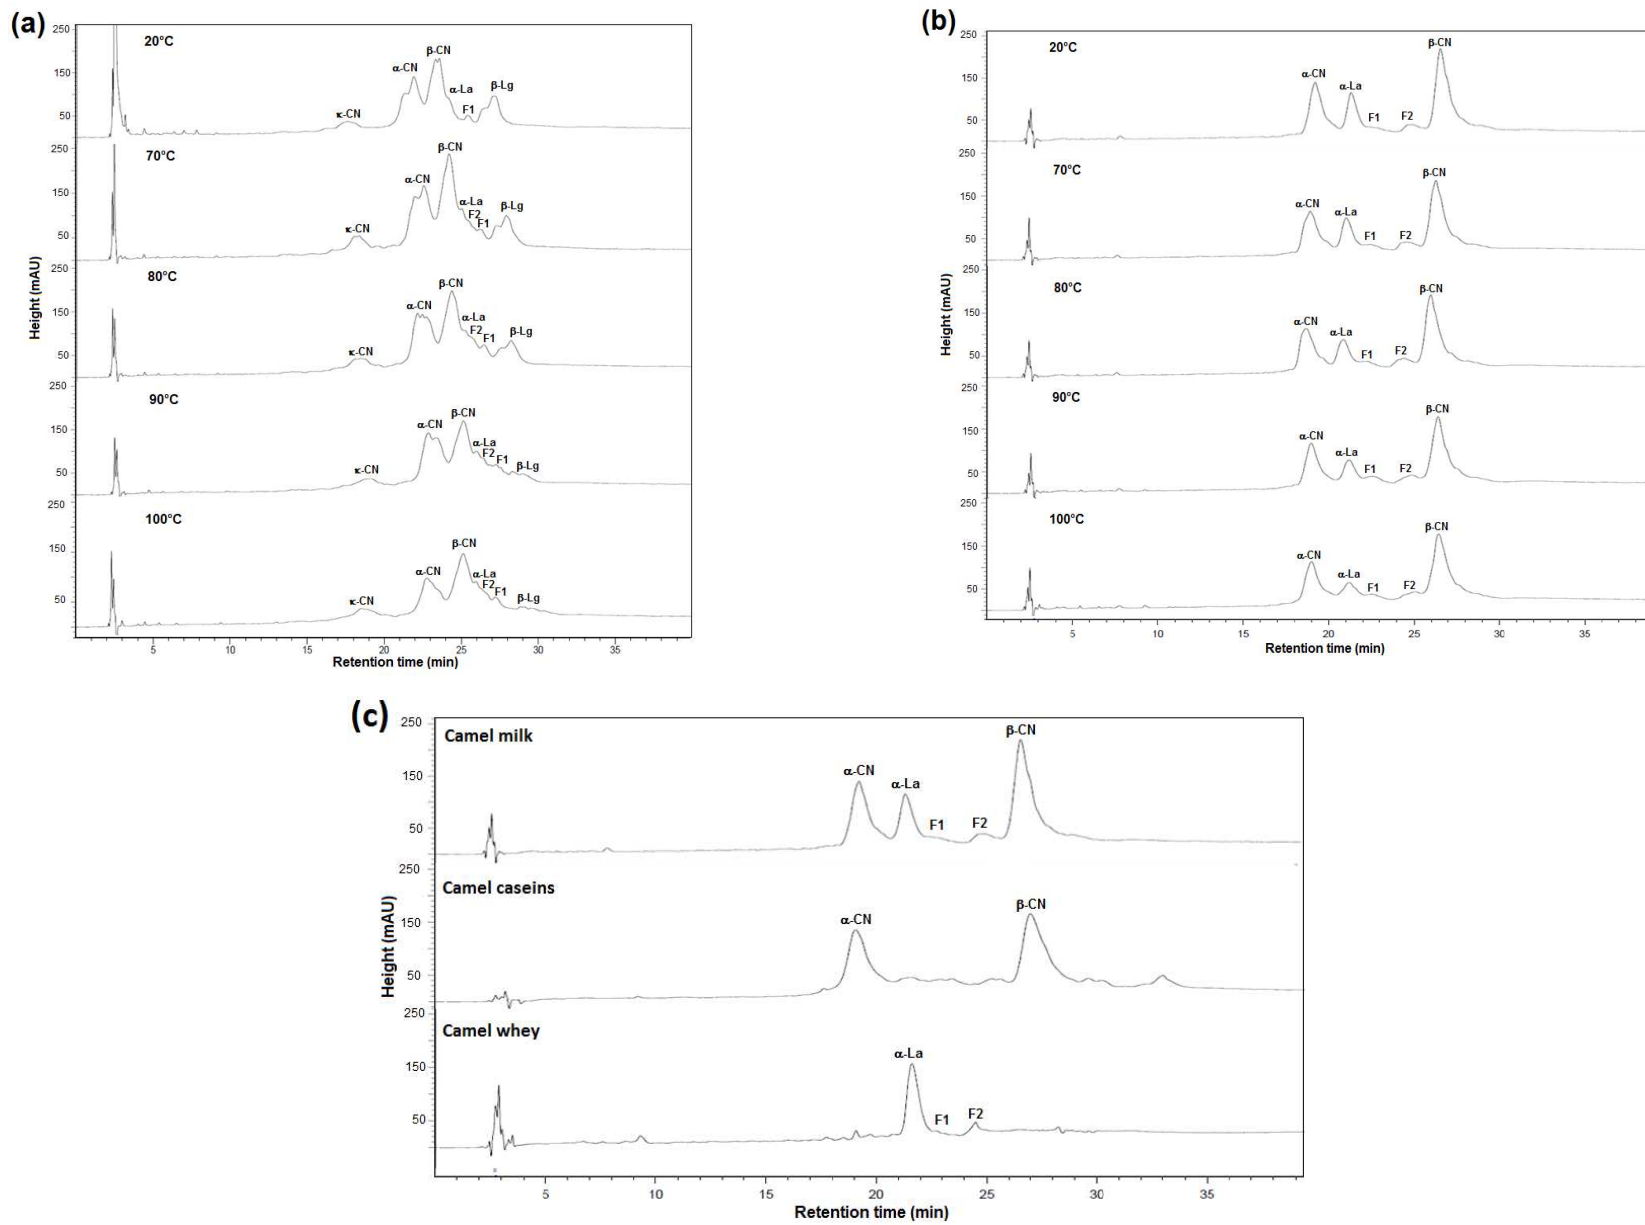 (a)
250
150
50
20°C
κ-CN
α-CN
β-CN
α-La
F1
β-Lg
250
150
50
70°C
κ-CN
α-CN
β-CN
α-La
F2
F1
β-Lg
250
150
50
80°C
κ-CN
α-CN
β-CN
α-La
F2
F1
β-Lg
250
150
50
90°C
κ-CN
α-CN
β-CN
α-La
F2
F1
β-Lg
250
150
50
100°C
κ-CN
α-CN
β-CN
α-La
F2
F1
β-Lg
Height (mAU)
5 10 15 20 25 30 35
Retention time (min)
(b)
250
150
50
20°C
α-CN
α-La
F1
F2
β-CN
250
150
50
70°C
α-CN
α-La
F1
F2
β-CN
250
150
50
80°C
α-CN
α-La
F1
F2
β-CN
250
150
50
90°C
α-CN
α-La
F1
F2
β-CN
250
150
50
100°C
α-CN
α-La
F1
F2
β-CN
Height (mAU)
5 10 15 20 25 30 35
Retention time (min)
(c)
250
150
50
Camel milk
α-CN
α-La
F1
F2
β-CN
250
150
50
Camel caseins
α-CN
β-CN
250
150
50
Camel whey
α-La
F1
F2
Height (mAU)
5 10 15 20 25 30 35
Retention time (min)